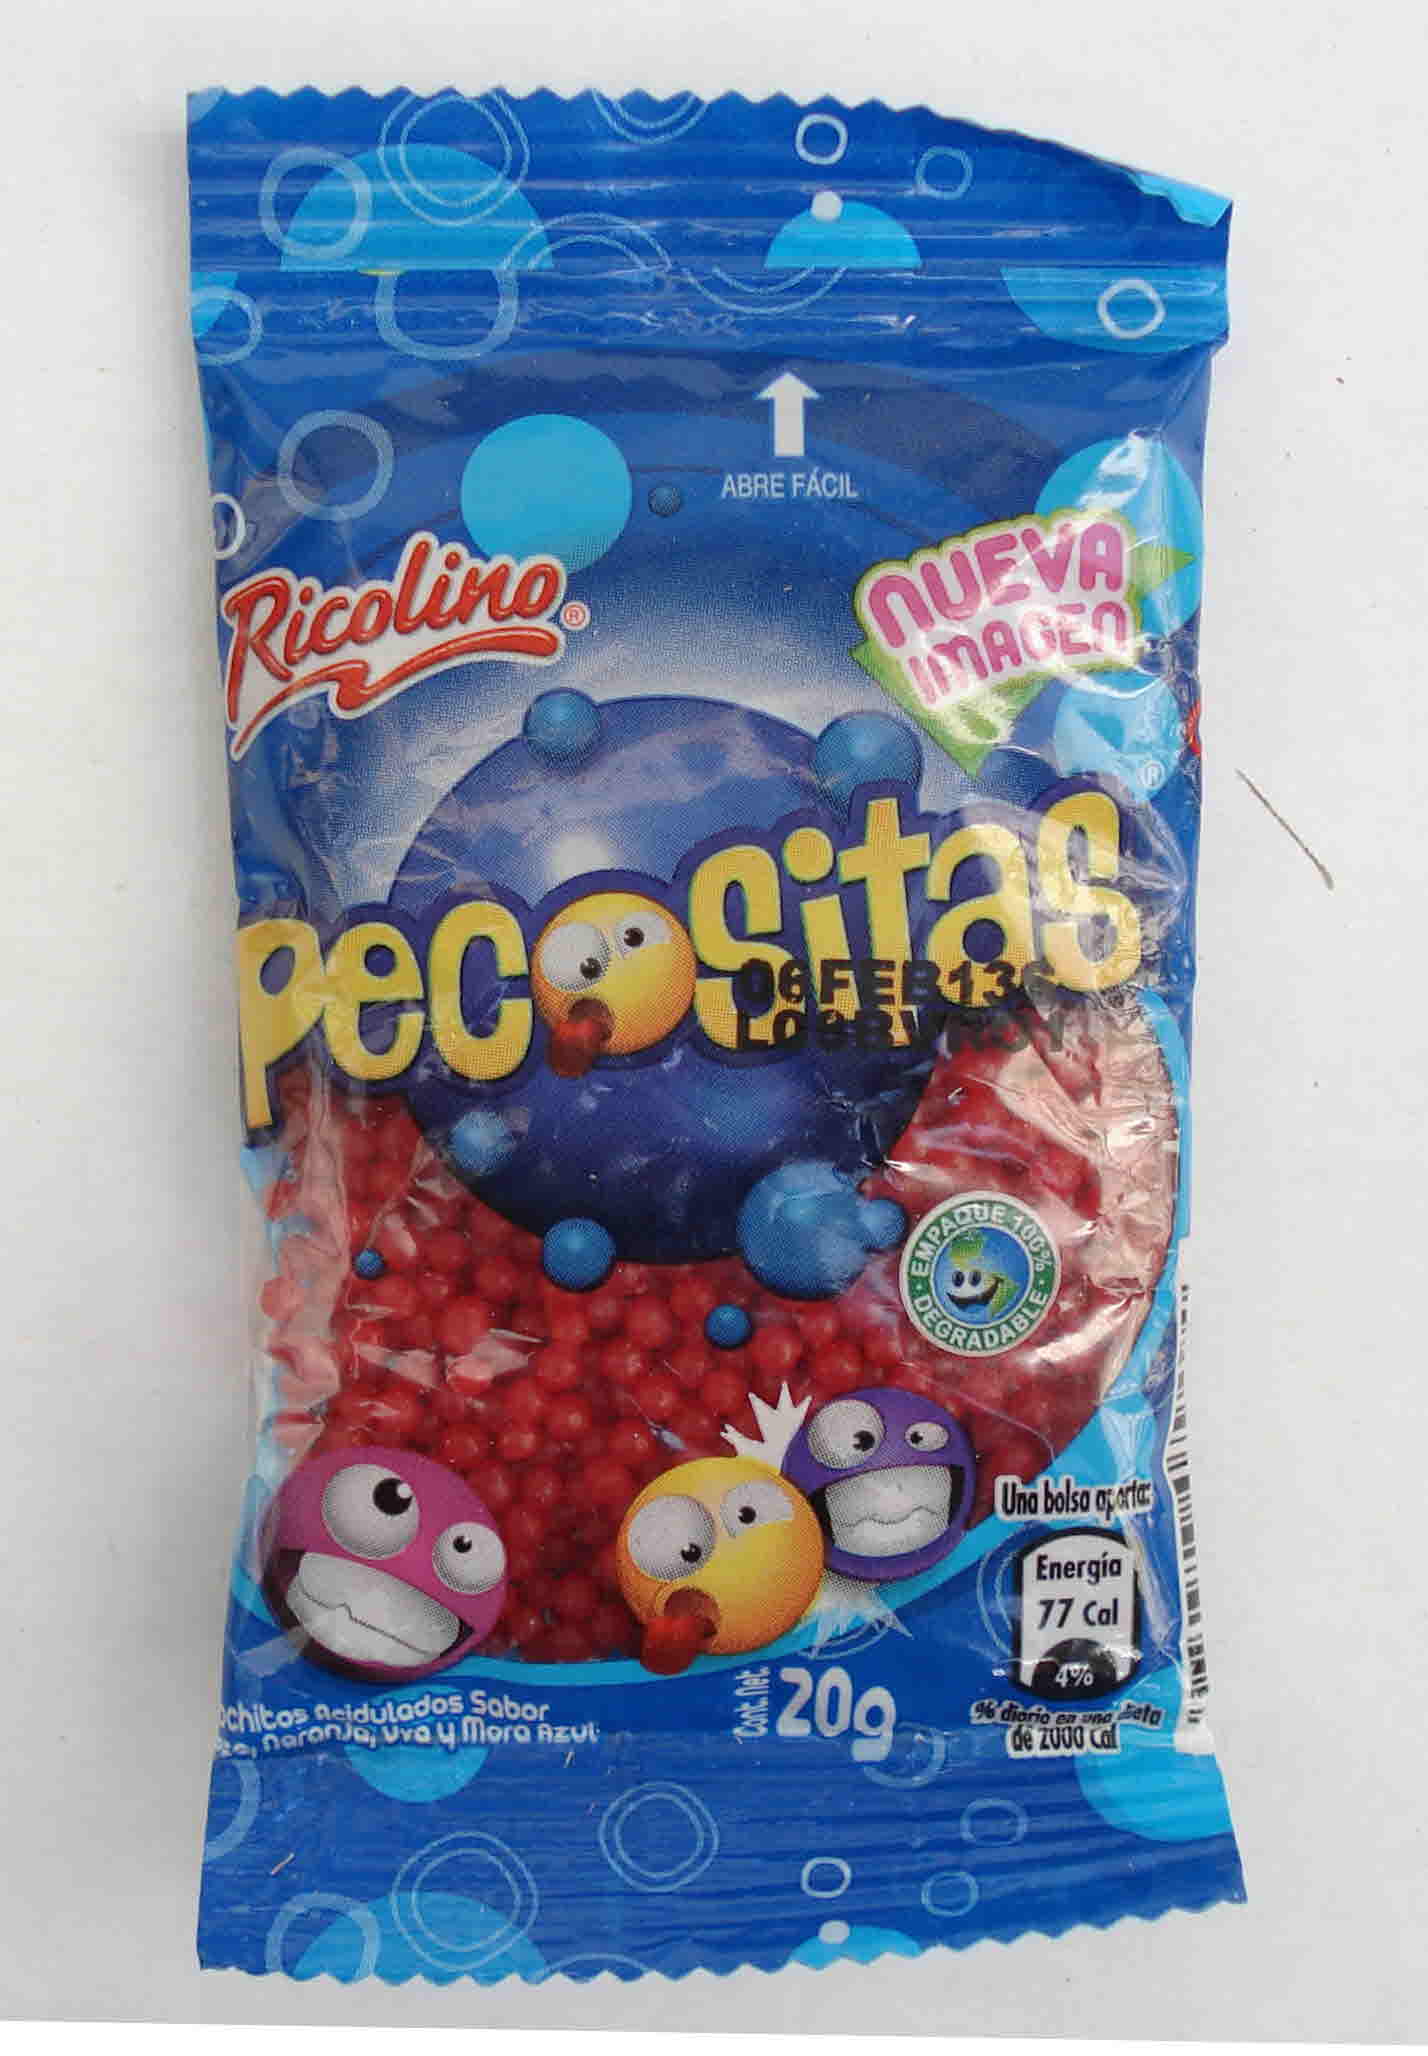 ABRE FÁCIL
Ricolino®
NUEVA
IMAGEN
®
Pecositas
06FEB13
EMPAQUE 100%
DEGRADABLE
Una bolsa aporta:
Energía
77 Cal
4%
% diario en una dieta
de 2000 Cal
Acidulados Sabor
naranja, uva y Mora Azul
Cont. Net.
20g